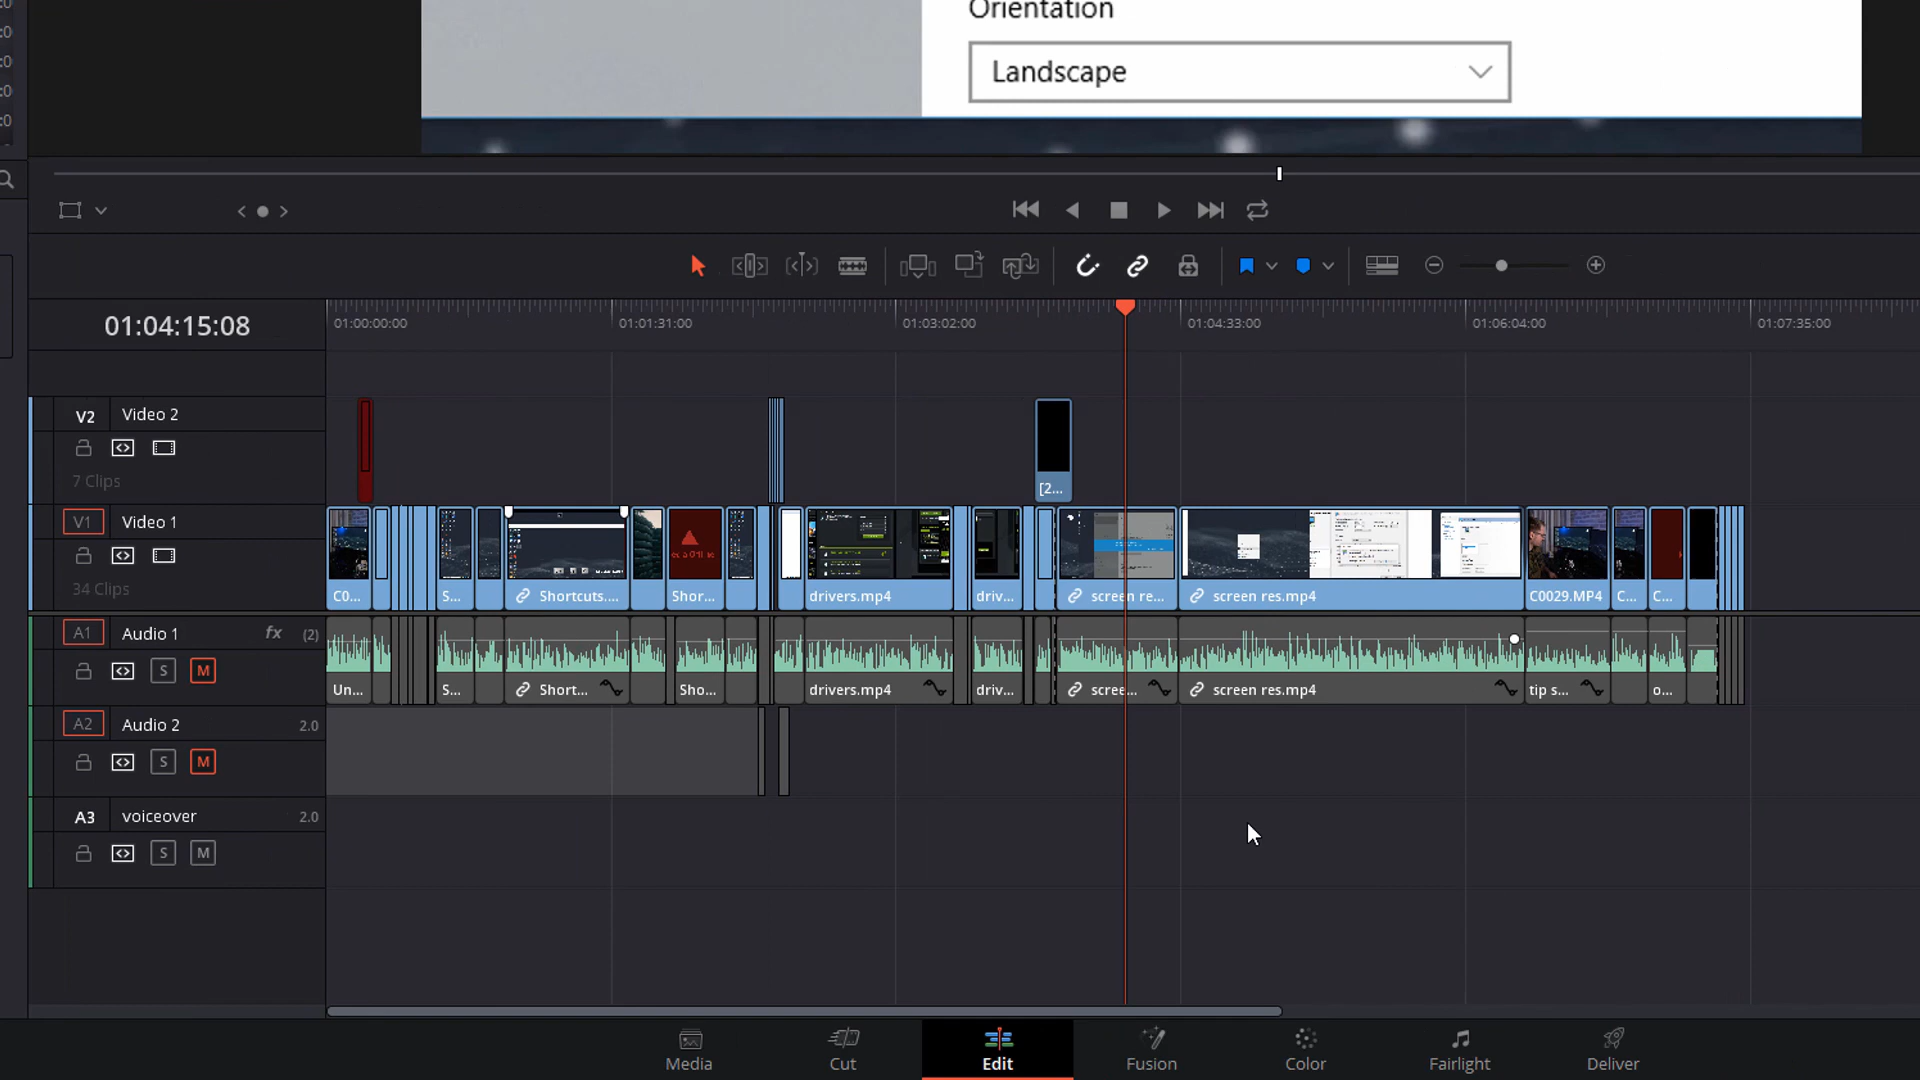 Orientation
Landscape
01:04:15:08
01:00:00:00
01:01:31:00
01:03:02:00
01:04:33:00
01:06:04:00
01:07:35:00
V2
Video 2
7 Clips
[2...
V1
Video 1
34 Clips
C0...
S...
Shortcuts....
Shor...
drivers.mp4
driv...
screen re...
screen res.mp4
C0029.MP4
C...
C...
A1
Audio 1
fx
(2)
S
M
Un...
S...
Short...
Sho...
drivers.mp4
driv...
scree...
screen res.mp4
tip s...
o...
A2
Audio 2
2.0
S
M
A3
voiceover
2.0
S
M
Media
Cut
Edit
Fusion
Color
Fairlight
Deliver